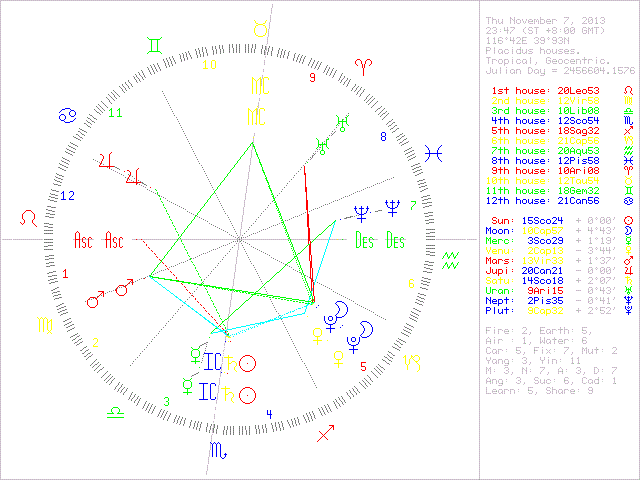 Thu November 7, 2013
23:47 (ST +8:00 GMT)
116°42E 39°93N
Placidus houses.
Tropical, Geocentric.
Julian Day = 2456604.1576
1st house: 20Leo53
2nd house: 12Vir58
3rd house: 10Lib08
4th house: 12Sco54
5th house: 18Sag32
6th house: 21Cap56
7th house: 20Aqu53
8th house: 12Pis58
9th house: 10Ari08
10th house: 12Tau54
11th house: 18Gem32
12th house: 21Can56
Sun: 15Sco24 + 0°00'
Moon: 10Cap57 + 4°43'
Merc: 3Sco29 + 1°19'
Venu: 2Cap13 - 3°44'
Mars: 13Vir33 + 1°37'
Jupi: 20Can21 - 0°00'
Satu: 14Sco18 + 2°07'
Uran: 9Ari15 - 0°43'
Nept: 2Pis35 - 0°41'
Plut: 9Cap32 + 2°52'
Fire: 2, Earth: 5,
Air : 1, Water: 6
Car: 5, Fix: 7, Mut: 2
Yang: 3, Yin: 11
M: 3, N: 7, A: 3, D: 7
Ang: 3, Suc: 6, Cad: 1
Learn: 5, Share: 9
10
9
11
MC
MC
12
7
Asc Asc
Des Des
1
6
2
IC
5
IC
3
4